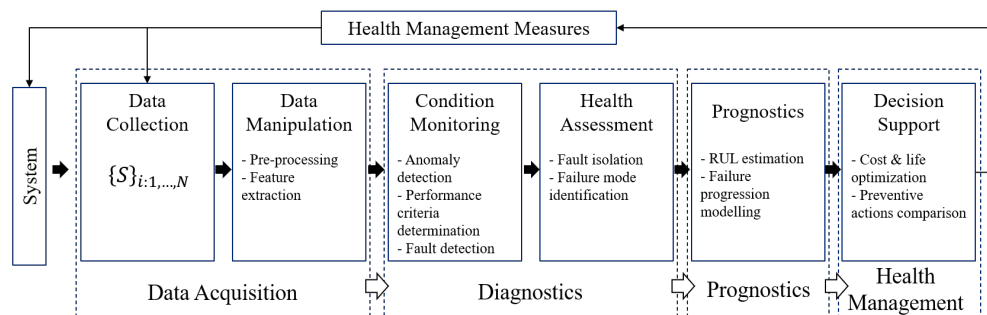 Health Management Measures
System
Data
Collection
{S}i:1,...,N
Data
Manipulation
- Pre-processing
- Feature
extraction
Condition
Monitoring
- Anomaly
detection
- Performance
criteria
determination
- Fault detection
Health
Assessment
- Fault isolation
- Failure mode
identification
Prognostics
- RUL estimation
- Failure
progression
modelling
Decision
Support
- Cost & life
optimization
- Preventive
actions comparison
Data Acquisition
Diagnostics
Prognostics
Health
Management